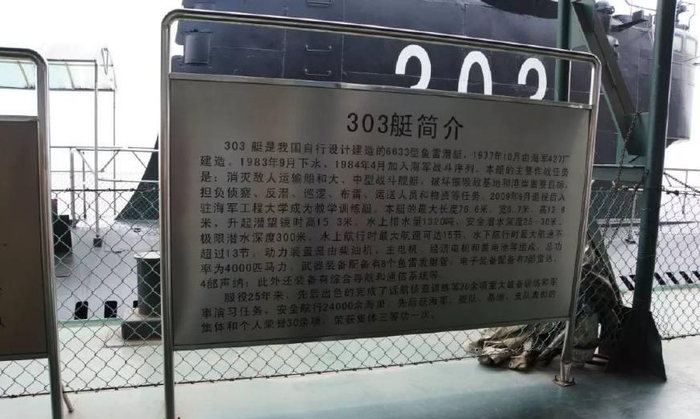 303
303艇简介
303 艇是我国自行设计建造的6633型鱼雷潜艇，1977年10月由海军427厂
建造，1983年9月下水，1984年4月加入海军战斗序列。本艇的主要作战任务
是：消灭敌人运输船和大、中型战斗舰艇，破坏摧毁敌基地和港岸重要目标，
担负侦察、反潜、巡逻、布雷、运送人员和物资等任务。2009年9月退役后入
驻海军工程大学成为教学训练艇。本艇的最大长度76.6米，宽6.7米，高12.9
米，升起潜望镜时高15.3米，水上排水量1320吨，安全潜水深度
极限潜水深度300米，水上航行时最大航速可达15节，水下航行时最大航速不
超过13节，动力装置是由柴油机、主电机、经济电机和蓄电池等组成，总功
率为4000匹马力，武器装备配备有8个鱼雷发射管，电子装备配备有2部雷达、
4部声纳；此外还装备有综合导航和通信系统等。
服役25年来，先后出色的完成了远航侦查训练等20余项重大战备训练和军
事演习任务，安全航行24000余海里，先后获海军、舰队、基地、支队表彰的
集体和个人荣誉30余项，荣获集体三等功一次。